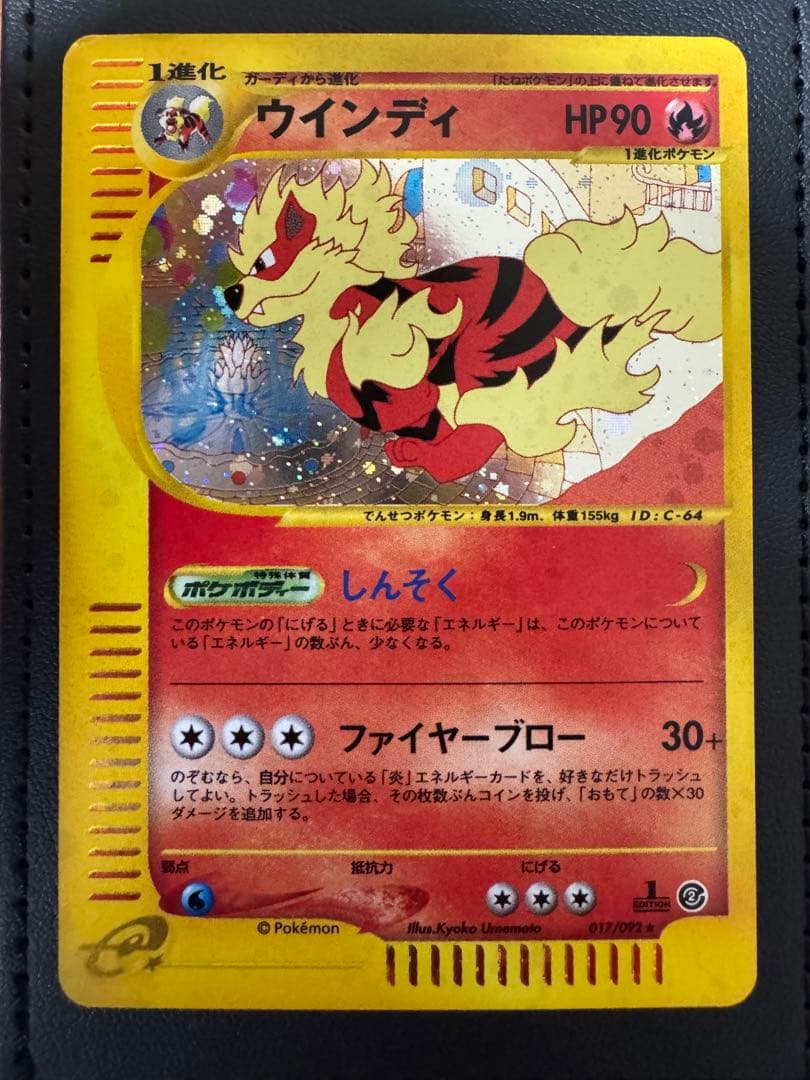 1進化
ガーディから進化
「たねポケモン」の上に重ねて進化させます。
ウインディ
HP90
1進化ポケモン
でんせつポケモン：身長1.9m、体重155kg ID:C-64
特殊体質
ポケボディー
しんそく
このポケモンの「にげる」ときに必要な「エネルギー」は、このポケモンについて
いる「エネルギー」の数ぶん、少なくなる。
ファイヤーブロー 30+
のぞむなら、自分についている「炎」エネルギーカードを、好きなだけトラッシュ
してよい。トラッシュした場合、その枚数ぶんコインを投げ、「おもて」の数×30
ダメージを追加する。
弱点 抵抗力 にげる
1
EDITION
2
© Pokémon
Illus.Kyoko Umemoto
017/092 ★
e